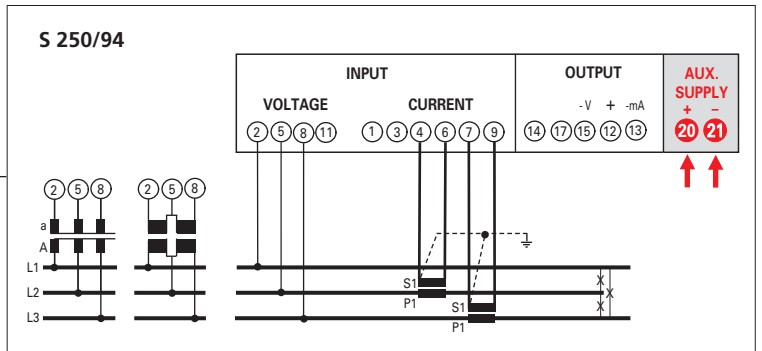 S 250/94
INPUT OUTPUT AUX. SUPPLY
VOLTAGE CURRENT - V + -mA + –
2 5 8 11 1 3 4 6 7 9 14 17 15 12 13 20 21
2 5 8 2 5 8
a
A
L1
L2 S1
P1 S1
L3 P1